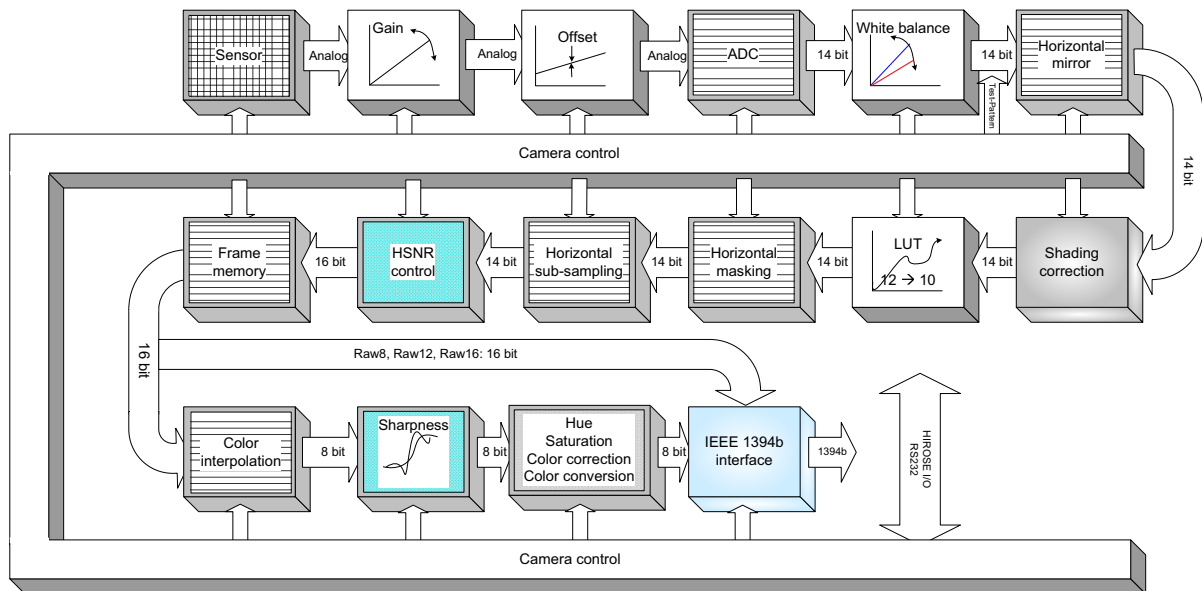 Sensor
Analog
Gain
Analog
Offset
Analog
ADC
14 bit
White balance
14 bit
Test-Pattern
Horizontal
mirror
14 bit
Camera control
Frame
memory
16 bit
HSNR
control
14 bit
Horizontal
sub-sampling
14 bit
Horizontal
masking
14 bit
LUT
12 → 10
14 bit
Shading
correction
16 bit
Raw8, Raw12, Raw16: 16 bit
Color
interpolation
8 bit
Sharpness
8 bit
Hue
Saturation
Color correction
Color conversion
8 bit
IEEE 1394b
interface
1394b
HIROSE I/O
RS232
Camera control